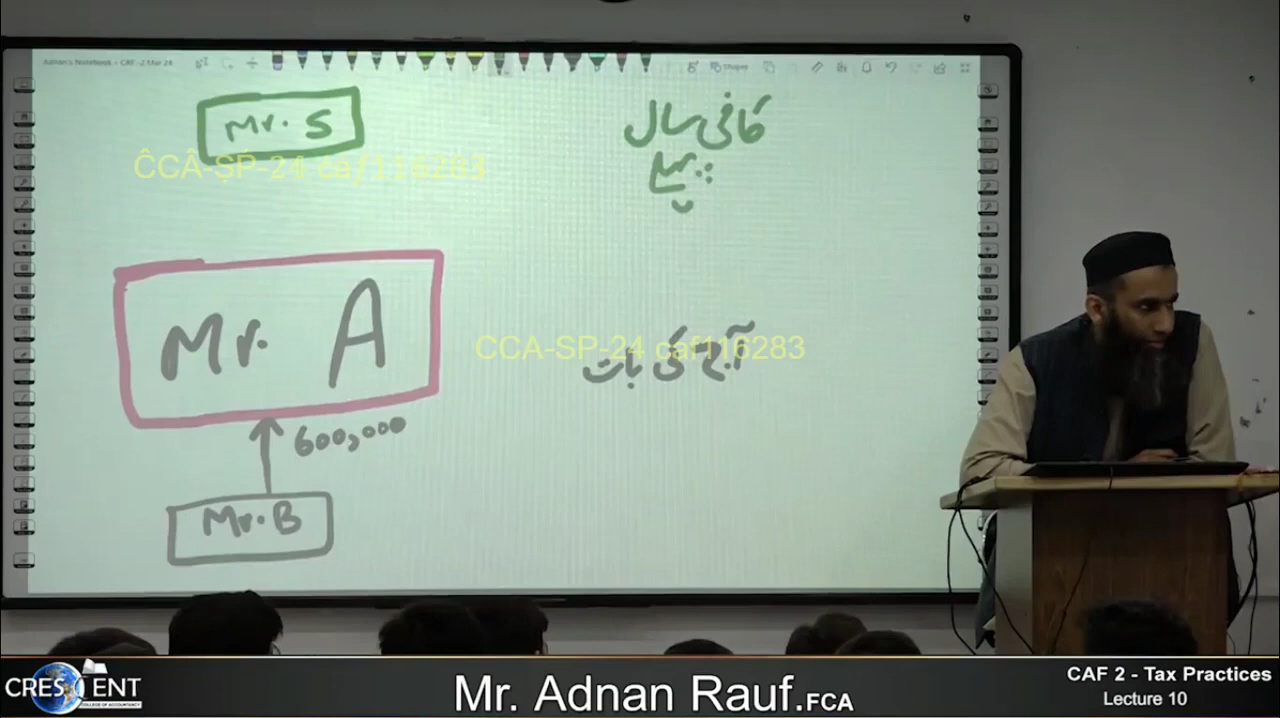 Adnan's Notebook - CAF -2 Mar 24
Shapes
Mr. S
کافی سال
پہلے
ĈCÂ-ṢṔ-24 caf116283
Mr. A
آج کی بات
CCA-SP-24 caf116283
600,000
Mr. B
CRESCENT
COLLEGE OF ACCOUNTANCY
Mr. Adnan Rauf.FCA
CAF 2 - Tax Practices
Lecture 10